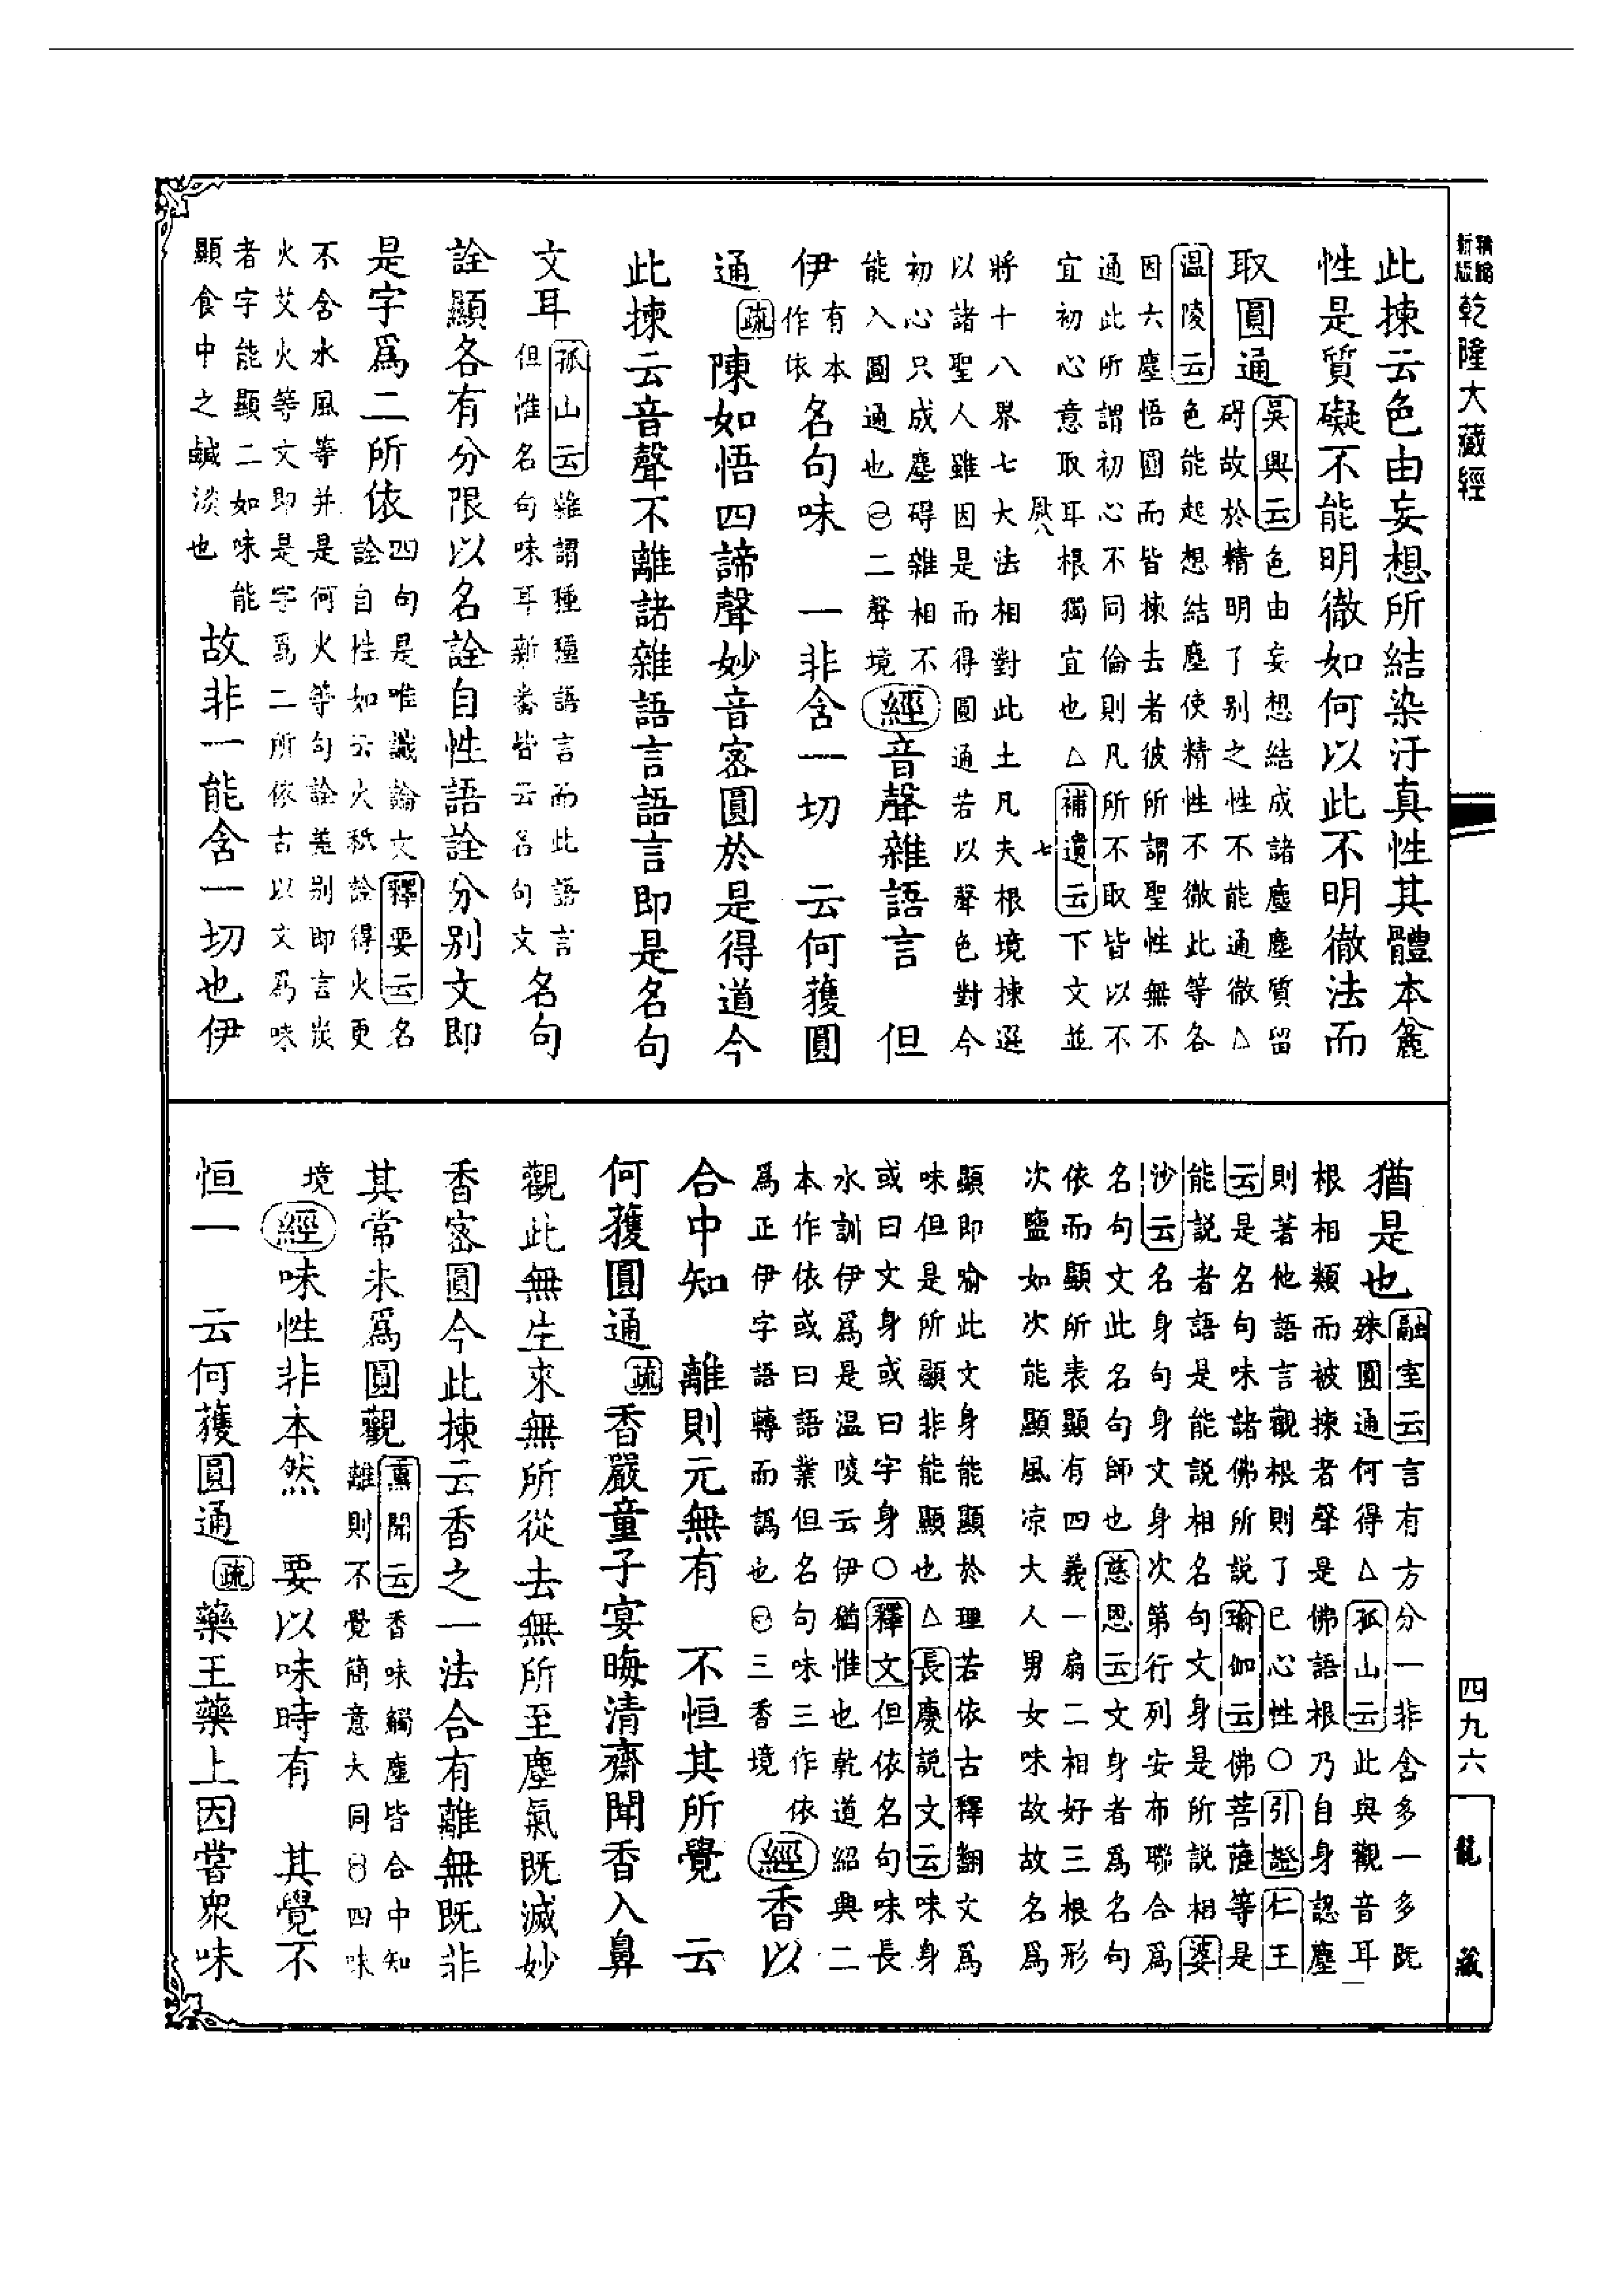 精縮新版
乾隆大藏經
此揀云色由妄想所結染汙真性其體本麤
性是質礙不能明徹如何以此不明徹法而
取圓通
吳興云色由妄想結成諸塵塵質留
碍故於精明了别之性不能通徹△
温陵云色能起想結塵使精性不徹此等各
因六塵悟圓而皆揀去者彼所謂聖性無不
通此所謂初心不同倫則凡所不取皆以不
宜初心意取耳根獨宜也△補遺云下文並
將十八界七大法相對此土凡夫根境揀選
以諸聖人雖因是而得圓通若以聲色對今
初心只成塵碍雜相不
能入圓通也㊀二聲境
經音聲雜語言 但
伊
有本
作依
名句味 一非含一切 云何獲圓
通 疏陳如悟四諦聲妙音密圓於是得道今
此揀云音聲不離諸雜語言語言即是名句
文耳
孤山云雜謂種種語言而此語言
但惟名句味耳新畨皆云名句文
名句
詮顯各有分限以名詮自性語詮分别文即
是字爲二所依
四句是唯識論文釋要云名
詮自性如云火秖詮得火更
不含水風等并是何火等句詮差别即言炭
火艾火等文即是字爲二所依古以文爲味
者字能顯二如味能
顯食中之鹹淡也
故非一能含一切也伊
猶是也
融室云言有方分一非含多一多既
殊圓通何得△孤山云此與觀音耳
根相類而被揀者聲是佛語根乃自身認塵
則著他語言觀根則了已心性○引證仁王
云是名句味諸佛所説瑜伽云佛菩薩等是
能説者語是能説相名句文身是所説相婆
沙云名身句身文身次第行列安布聯合爲
名句文此名句師也慈恩云文身者爲名句
依而顯所表顯有四義一扇二相好三根形
次鹽如次能顯風凉大人男女味故故名爲
顯即喻此文身能顯於理若依古釋翻文爲
味但是所顯非能顯也△長慶説文云味身
或曰文身或曰字身○釋文但依名句味長
水訓伊爲是温陵云伊猶惟也乾道紹興二
本作依或曰語業但名句味三作依
爲正伊字語轉而訛也㊂三香境
經香以
合中知 離則元無有 不恒其所覺 云
何獲圓通 疏香嚴童子宴晦清齋聞香入鼻
觀此無生來無所從去無所至塵氣既滅妙
香密圓今此揀云香之一法合有離無既非
其常未爲圓觀
熏聞云香味觸塵皆合中知
離則不覺簡意大同㊃四味
境 經味性非本然 要以味時有 其覺不
恒一 云何獲圓通 疏藥王藥上因嘗衆味
四九六
龍藏